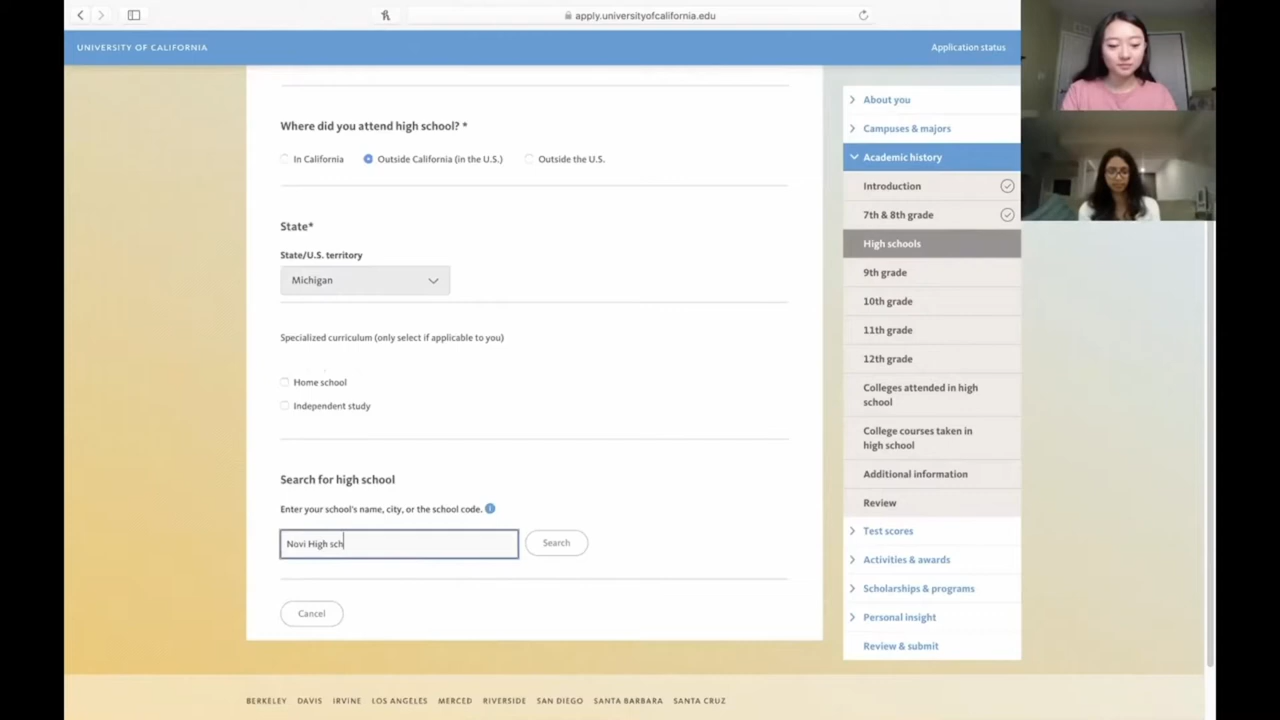 apply.universityofcalifornia.edu
UNIVERSITY OF CALIFORNIA
Application status
Where did you attend high school? *
In California
Outside California (in the U.S.)
Outside the U.S.
State*
State/U.S. territory
Michigan
Specialized curriculum (only select if applicable to you)
Home school
Independent study
Search for high school
Enter your school's name, city, or the school code.
Novi High sch
Search
Cancel
About you
Campuses & majors
Academic history
Introduction
7th & 8th grade
High schools
9th grade
10th grade
11th grade
12th grade
Colleges attended in high
school
College courses taken in
high school
Additional information
Review
Test scores
Activities & awards
Scholarships & programs
Personal insight
Review & submit
BERKELEY DAVIS IRVINE LOS ANGELES MERCED RIVERSIDE SAN DIEGO SANTA BARBARA SANTA CRUZ